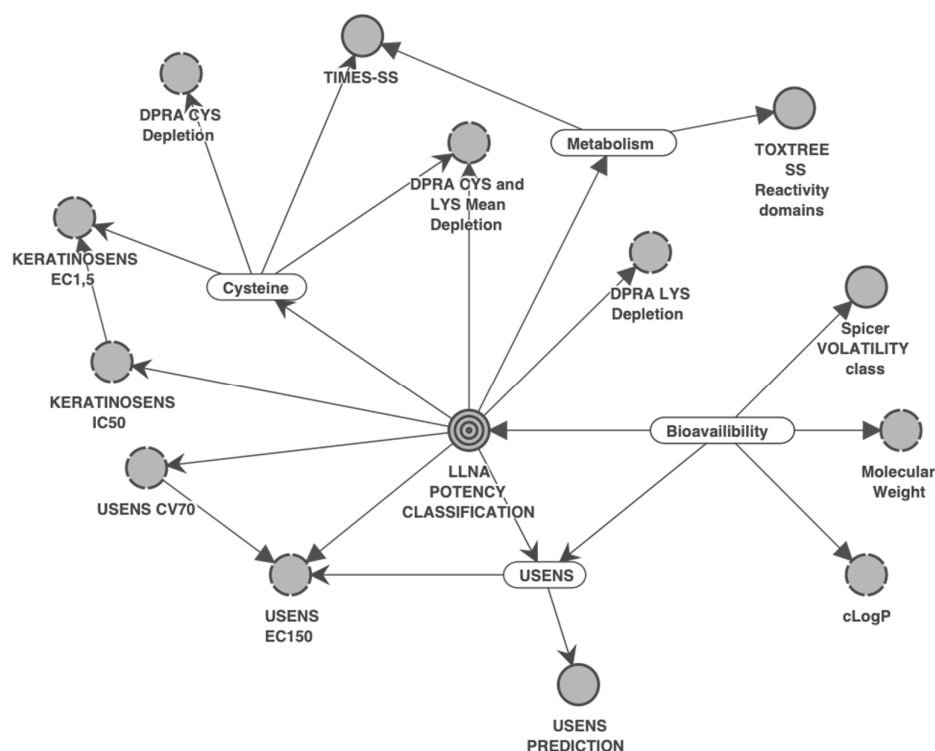 TIMES-SS
DPRA CYS
Depletion
Metabolism
TOXTREE
SS
Reactivity
domains
DPRA CYS and
LYS Mean
Depletion
KERATINOSENS
EC1,5
Cysteine
DPRA LYS
Depletion
Spicer
VOLATILITY
class
KERATINOSENS
IC50
Bioavailibility
LLNA
POTENCY
CLASSIFICATION
Molecular
Weight
USENS CV70
USENS
USENS
EC150
cLogP
USENS
PREDICTION